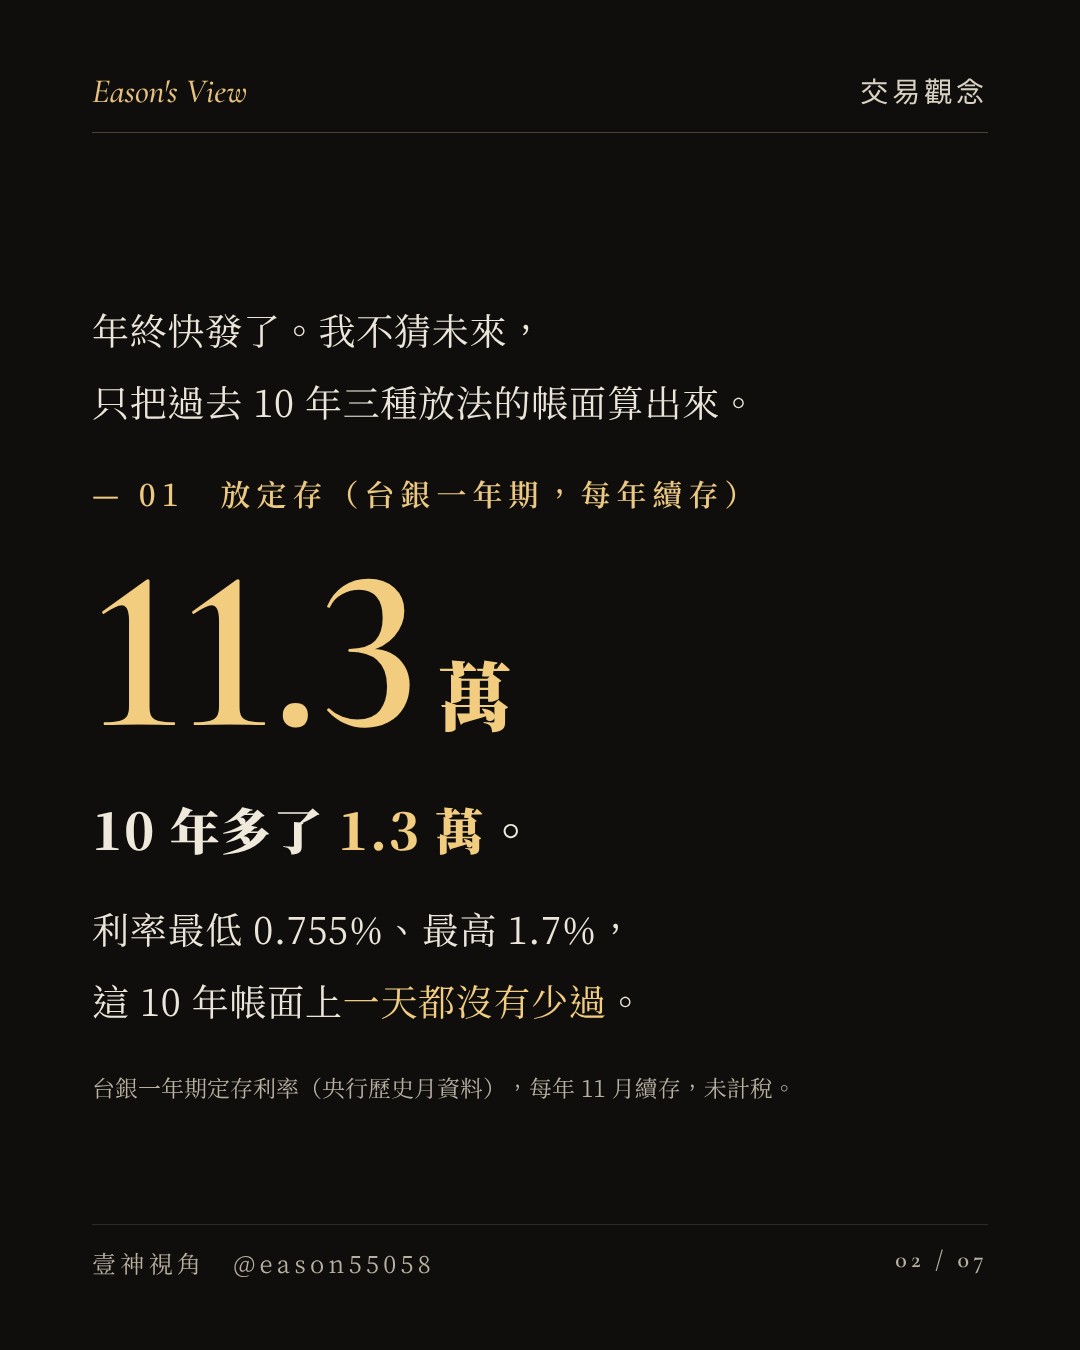 Eason's View
交易觀念
年終快發了。我不猜未來，
只把過去 10 年三種放法的帳面算出來。
— 01　放定存（台銀一年期，每年續存）
11.3 萬
10 年多了 1.3 萬。
利率最低 0.755%、最高 1.7%，
這 10 年帳面上一天都沒有少過。
台銀一年期定存利率（央行歷史月資料），每年 11 月續存，未計稅。
壹神視角　@eason55058
02 / 07